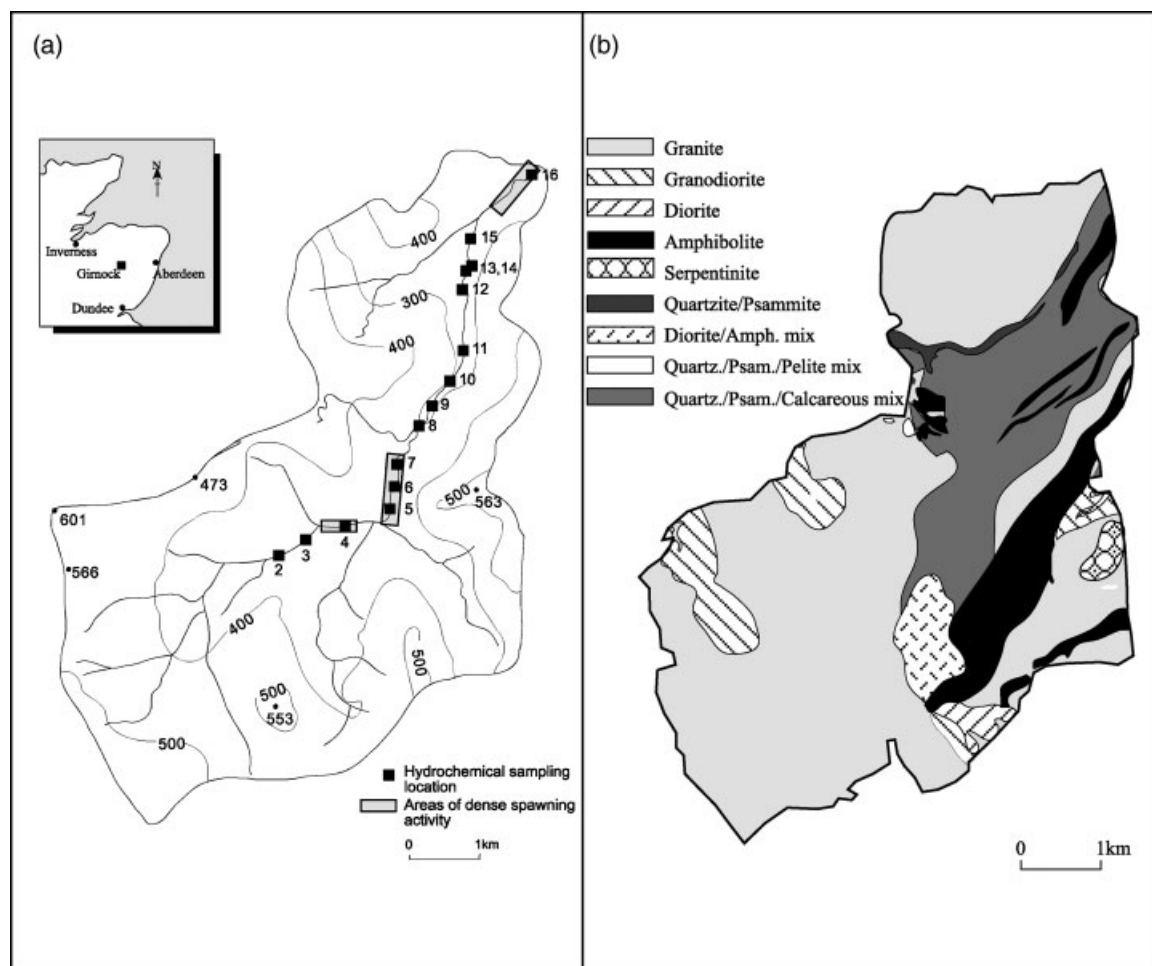 (a)
N
Inverness
Girnock
Aberdeen
Dundee
16
400
15
13,14
300
12
400
11
10
9
8
7
473
6
500
563
601
5
4
3
2
566
400
500
500
553
500
Hydrochemical sampling
location
Areas of dense spawning
activity
0 1km
(b)
Granite
Granodiorite
Diorite
Amphibolite
Serpentinite
Quartzite/Psammite
Diorite/Amph. mix
Quartz./Psam./Pelite mix
Quartz./Psam./Calcareous mix
0 1km